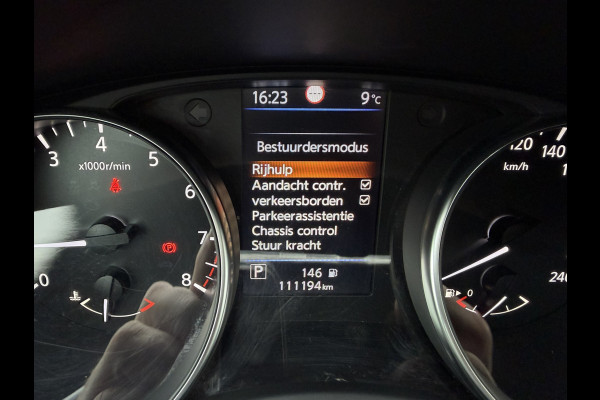 16:23 9°C
Bestuurdersmodus
Rijhulp
Aandacht contr.
verkeersborden
Parkeerassistentie
Chassis control
Stuur kracht
P 146
111194km
3 4 5 6 7 8 0
x1000r/min
120 140
km/h
240
0